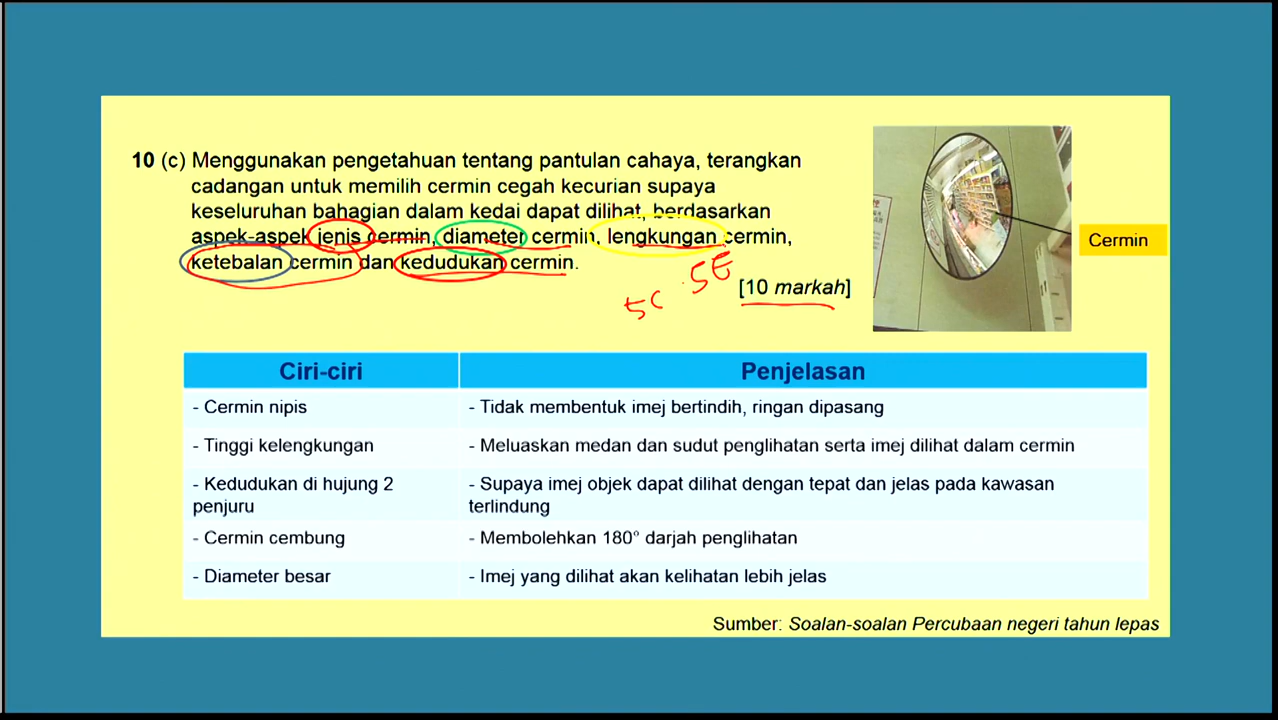 10 (c) Menggunakan pengetahuan tentang pantulan cahaya, terangkan
cadangan untuk memilih cermin cegah kecurian supaya
keseluruhan bahagian dalam kedai dapat dilihat, berdasarkan
aspek-aspek jenis cermin, diameter cermin, lengkungan cermin,
ketebalan cermin dan kedudukan cermin.
5C 5E
[10 markah]
Cermin
Ciri-ciri Penjelasan
- Cermin nipis - Tidak membentuk imej bertindih, ringan dipasang
- Tinggi kelengkungan - Meluaskan medan dan sudut penglihatan serta imej dilihat dalam cermin
- Kedudukan di hujung 2 - Supaya imej objek dapat dilihat dengan tepat dan jelas pada kawasan
penjuru terlindung
- Cermin cembung - Membolehkan 180° darjah penglihatan
- Diameter besar - Imej yang dilihat akan kelihatan lebih jelas
Sumber: Soalan-soalan Percubaan negeri tahun lepas